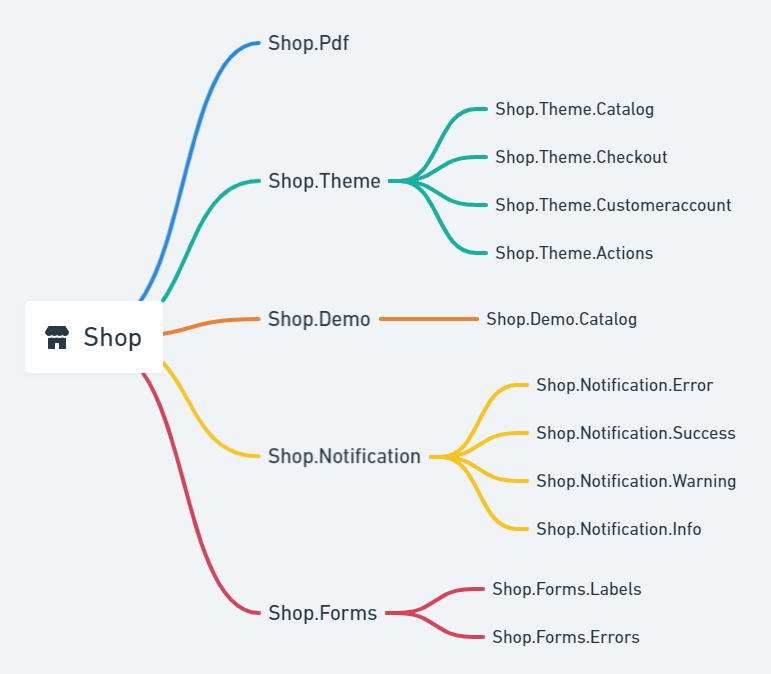 Shop
Shop.Pdf
Shop.Theme
Shop.Theme.Catalog
Shop.Theme.Checkout
Shop.Theme.Customeraccount
Shop.Theme.Actions
Shop.Demo
Shop.Demo.Catalog
Shop.Notification
Shop.Notification.Error
Shop.Notification.Success
Shop.Notification.Warning
Shop.Notification.Info
Shop.Forms
Shop.Forms.Labels
Shop.Forms.Errors